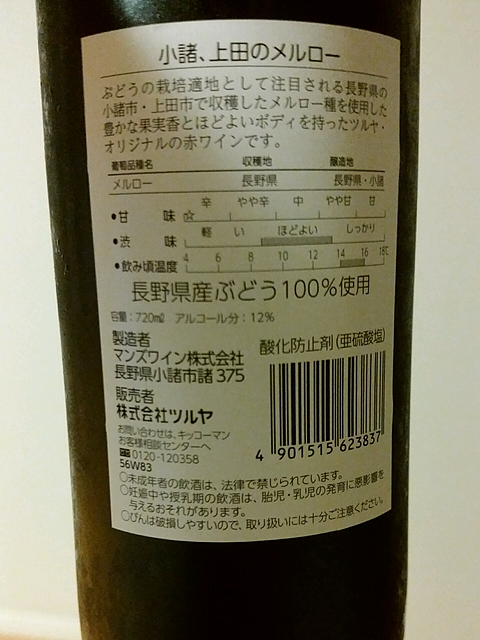 小諸、上田のメルロー
ぶどうの栽培適地として注目される長野県の
小諸市・上田市で収穫したメルロー種を使用した
豊かな果実香とほどよいボディを持ったツルヤ・
オリジナルの赤ワインです。
葡萄品種名 収穫地 醸造地
メルロー 長野県 長野県・小諸
辛 やや辛 中 やや甘 甘
•甘 味 ☆
軽い ほどよい しっかり
•渋 味
4 6 8 10 12 14 16 18℃
•飲み頃温度
長野県産ぶどう100%使用
容量:720㎖ アルコール分:12%
製造者
マンズワイン株式会社
長野県小諸市諸 375
酸化防止剤(亜硫酸塩)
販売者
株式会社ツルヤ
お問い合わせは、キッコーマン
お客様相談センターへ
0120-120358
56W83
4 901515 623837
○未成年者の飲酒は、法律で禁じられています。
○妊娠中や授乳期の飲酒は、胎児・乳児の発育に悪影響を
与えるおそれがあります。
○びんは破損しやすいので、取り扱いには十分ご注意ください。